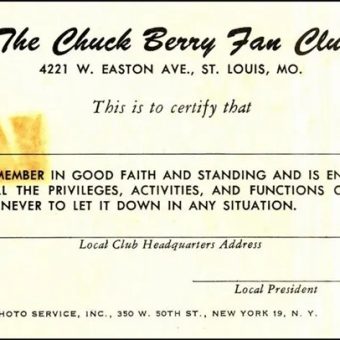 The Chuck Berry Fan Clu
4221 W. EASTON AVE., ST. LOUIS, MO.
This is to certify that
MEMBER IN GOOD FAITH AND STANDING AND IS EN
LL THE PRIVILEGES, ACTIVITIES, AND FUNCTIONS O
NEVER TO LET IT DOWN IN ANY SITUATION.
Local Club Headquarters Address
Local President
HOTO SERVICE, INC., 350 W. 50TH ST., NEW YORK 19, N. Y.